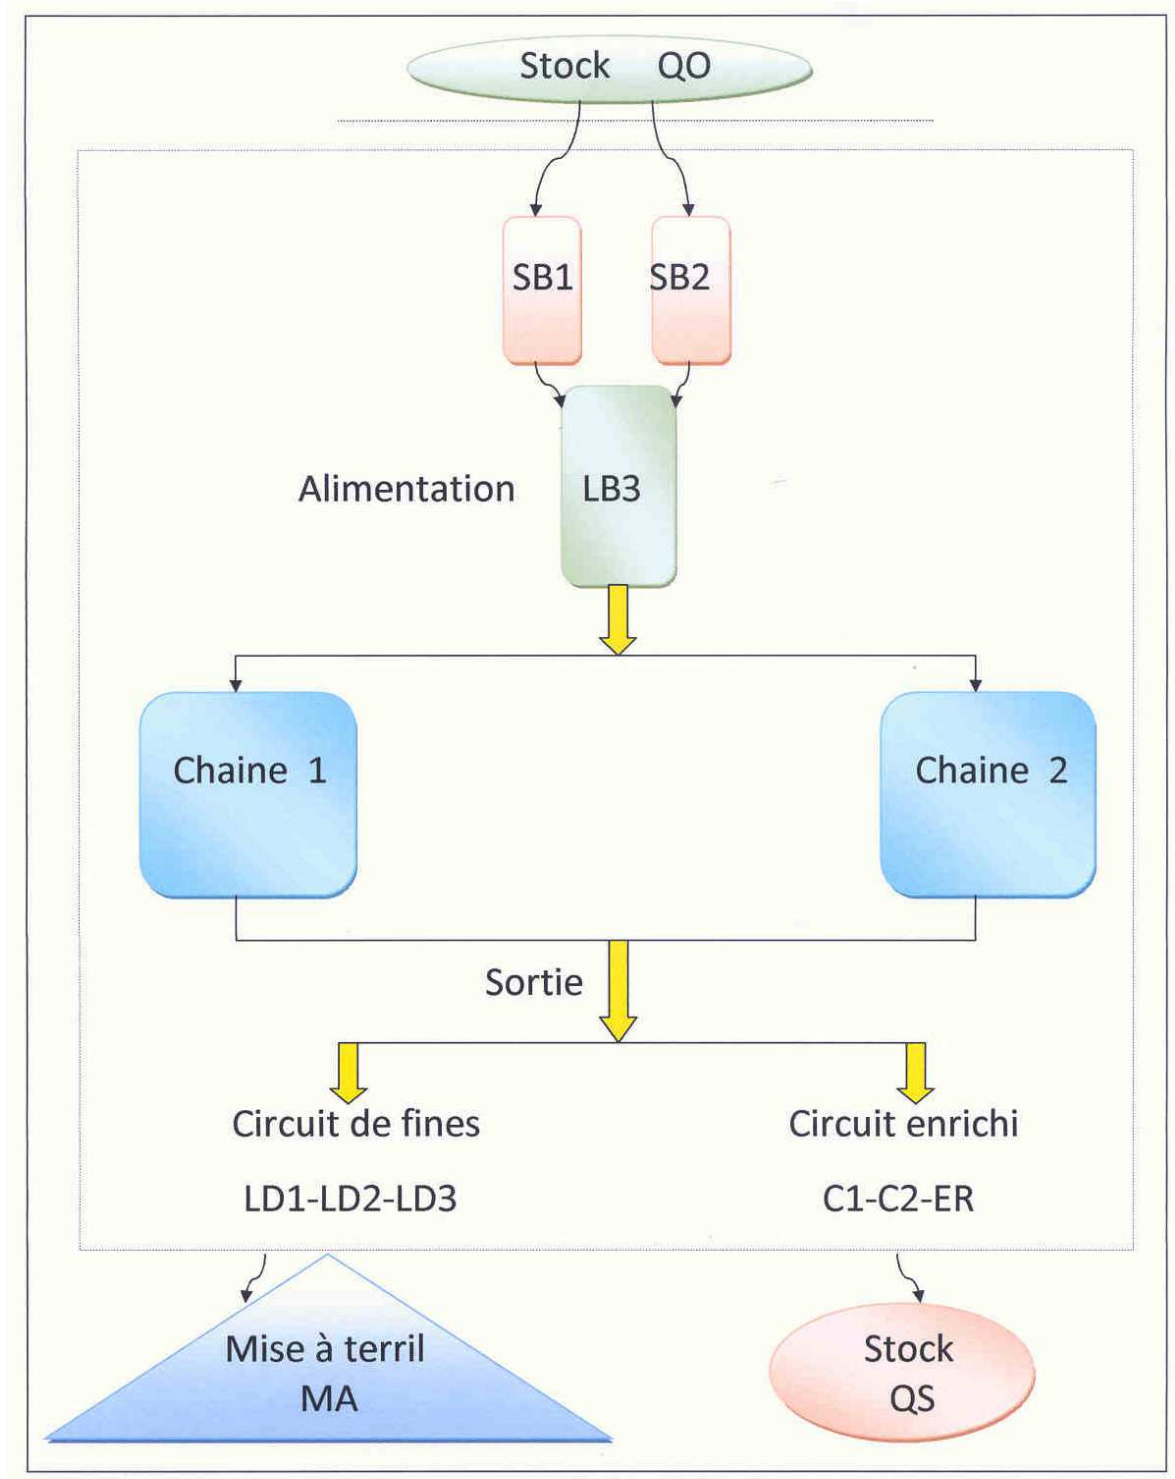 Stock QO
SB1 SB2
Alimentation LB3
Chaine 1 Chaine 2
Sortie
Circuit de fines Circuit enrichi
LD1-LD2-LD3 C1-C2-ER
Mise à terril Stock
MA QS